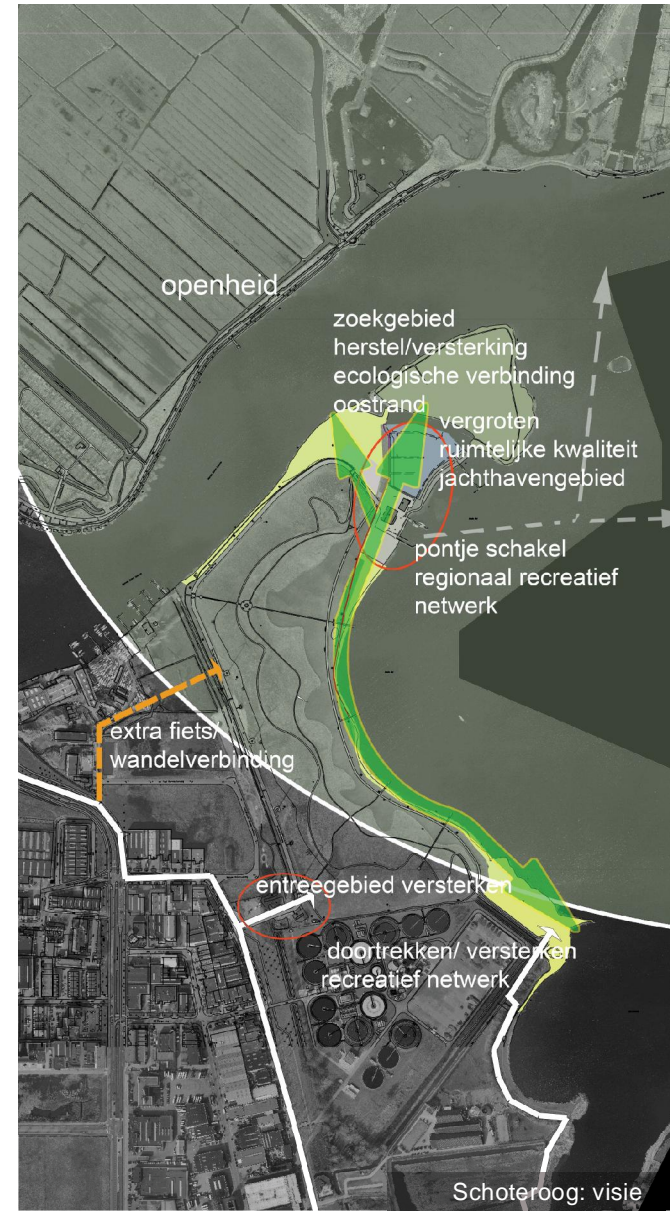 openheid
zoekgebied
herstel/versterking
ecologische verbinding
oostrand
vergroten
ruimtelijke kwaliteit
jachthavengebied
pontje schakel
regionaal recreatief
netwerk
extra fiets/
wandelverbinding
entreegebied versterken
doortrekken/ versterken
recreatief netwerk
Schoteroog: visie